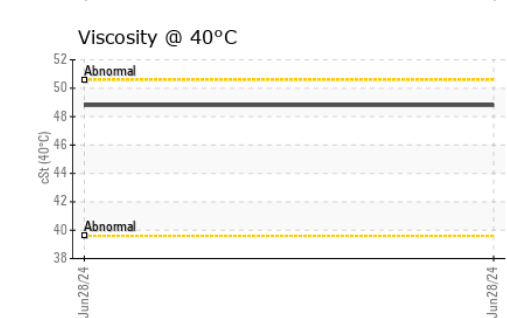 Viscosity @ 40°C
52
Abnormal
50
48
46
44
42
Abnormal
40
38
cSt (40°C)
Jun28/24
Jun28/24